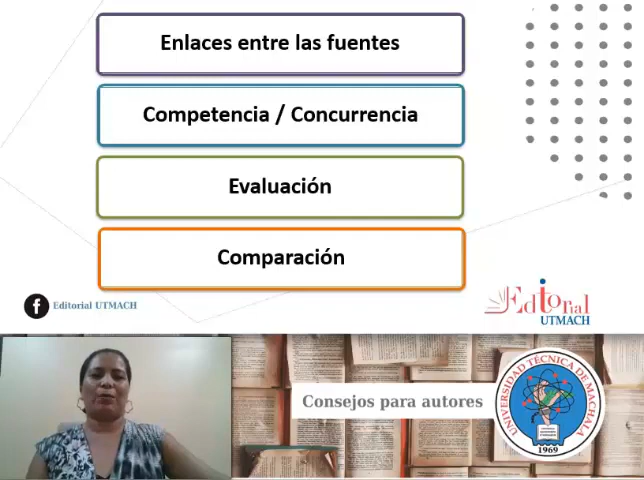 Enlaces entre las fuentes
Competencia / Concurrencia
Evaluación
Comparación
f Editorial UTMACH
Editorial
UTMACH
Consejos para autores
UNIVERSIDAD TÉCNICA DE MACHALA
1969